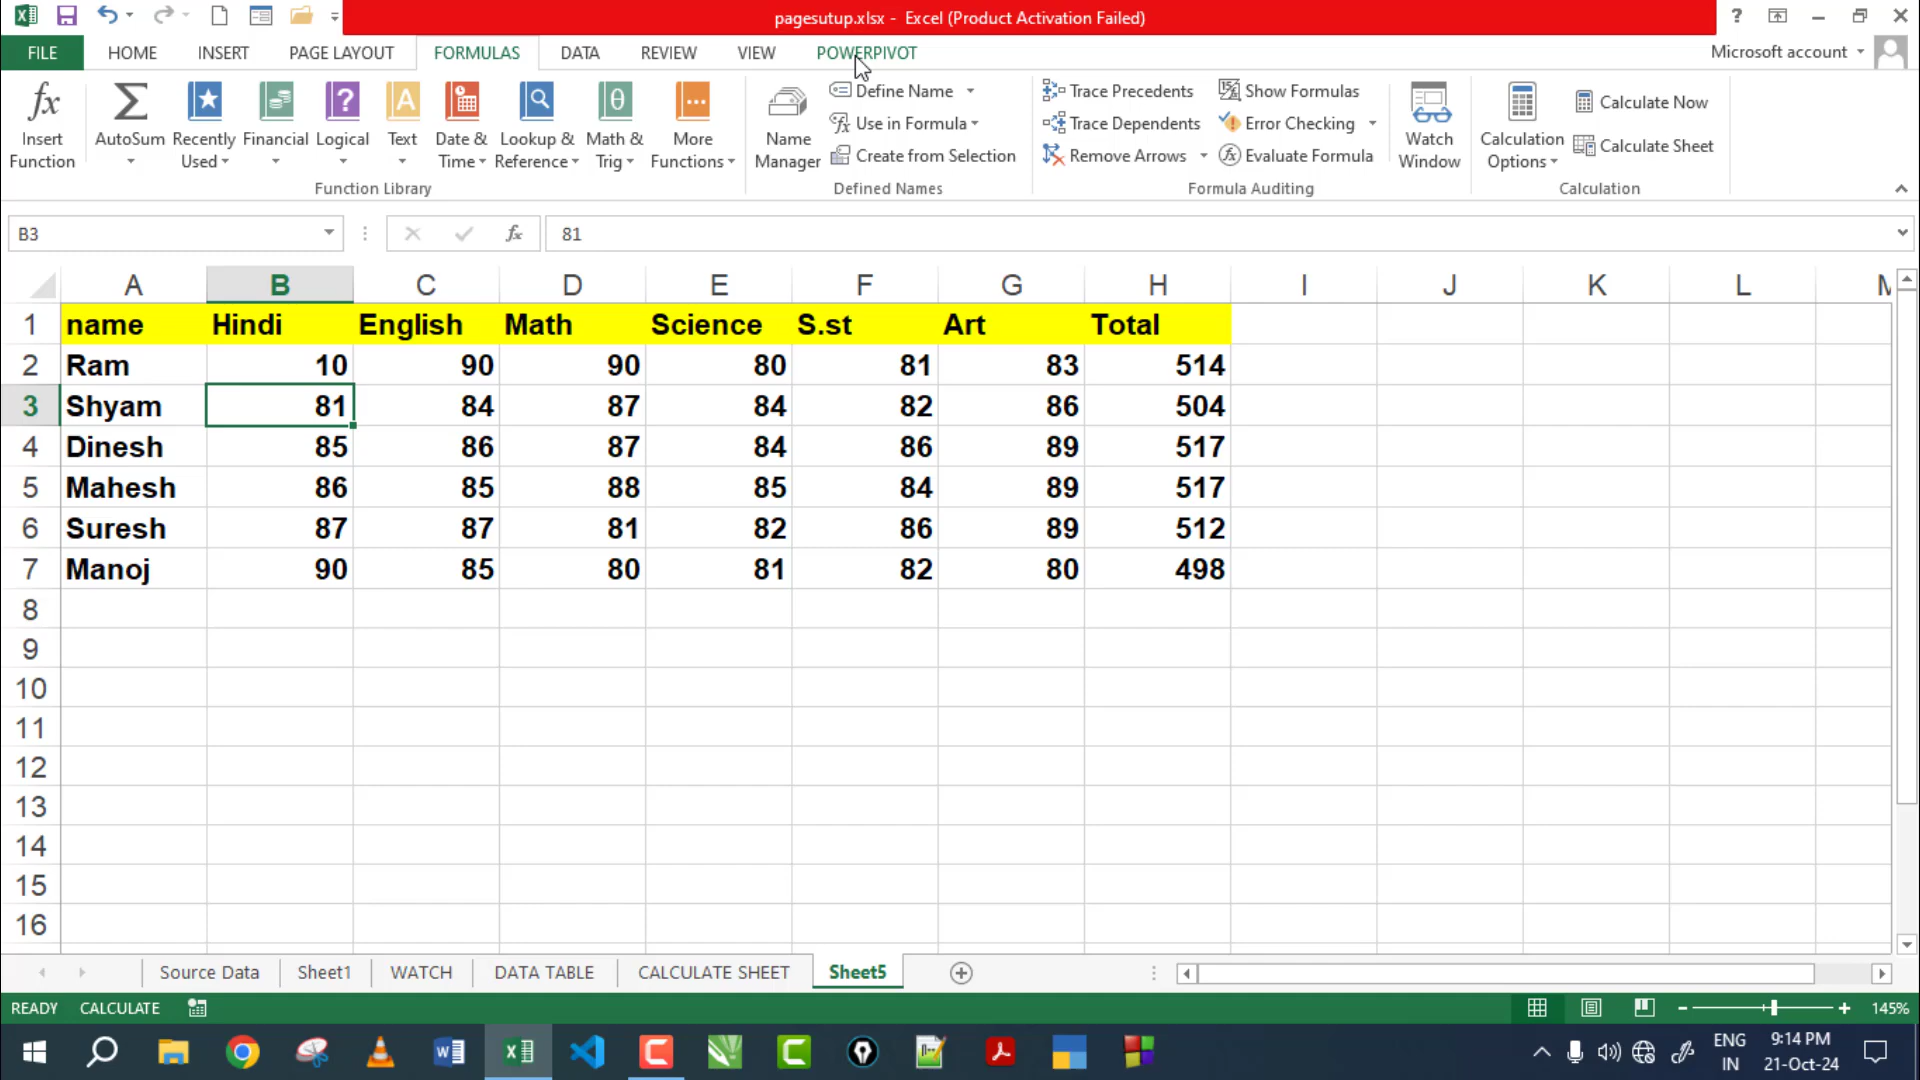 pagesutup.xlsx - Excel (Product Activation Failed)
?
FILE HOME INSERT PAGE LAYOUT FORMULAS DATA REVIEW VIEW POWERPIVOT Microsoft account
Insert Function
AutoSum
Recently Used
Financial
Logical
Text
Date & Time
Lookup & Reference
Math & Trig
More Functions
Function Library
Name Manager
Define Name
Use in Formula
Create from Selection
Defined Names
Trace Precedents
Trace Dependents
Remove Arrows
Show Formulas
Error Checking
Evaluate Formula
Formula Auditing
Watch Window
Calculation Options
Calculate Now
Calculate Sheet
Calculation
B3 fx 81
A B C D E F G H I J K L
1 name Hindi English Math Science S.st Art Total
2 Ram 10 90 90 80 81 83 514
3 Shyam 81 84 87 84 82 86 504
4 Dinesh 85 86 87 84 86 89 517
5 Mahesh 86 85 88 85 84 89 517
6 Suresh 87 87 81 82 86 89 512
7 Manoj 90 85 80 81 82 80 498
8
9
10
11
12
13
14
15
16
Source Data Sheet1 WATCH DATA TABLE CALCULATE SHEET Sheet5
READY CALCULATE 145%
ENG 9:14 PM
IN 21-Oct-24